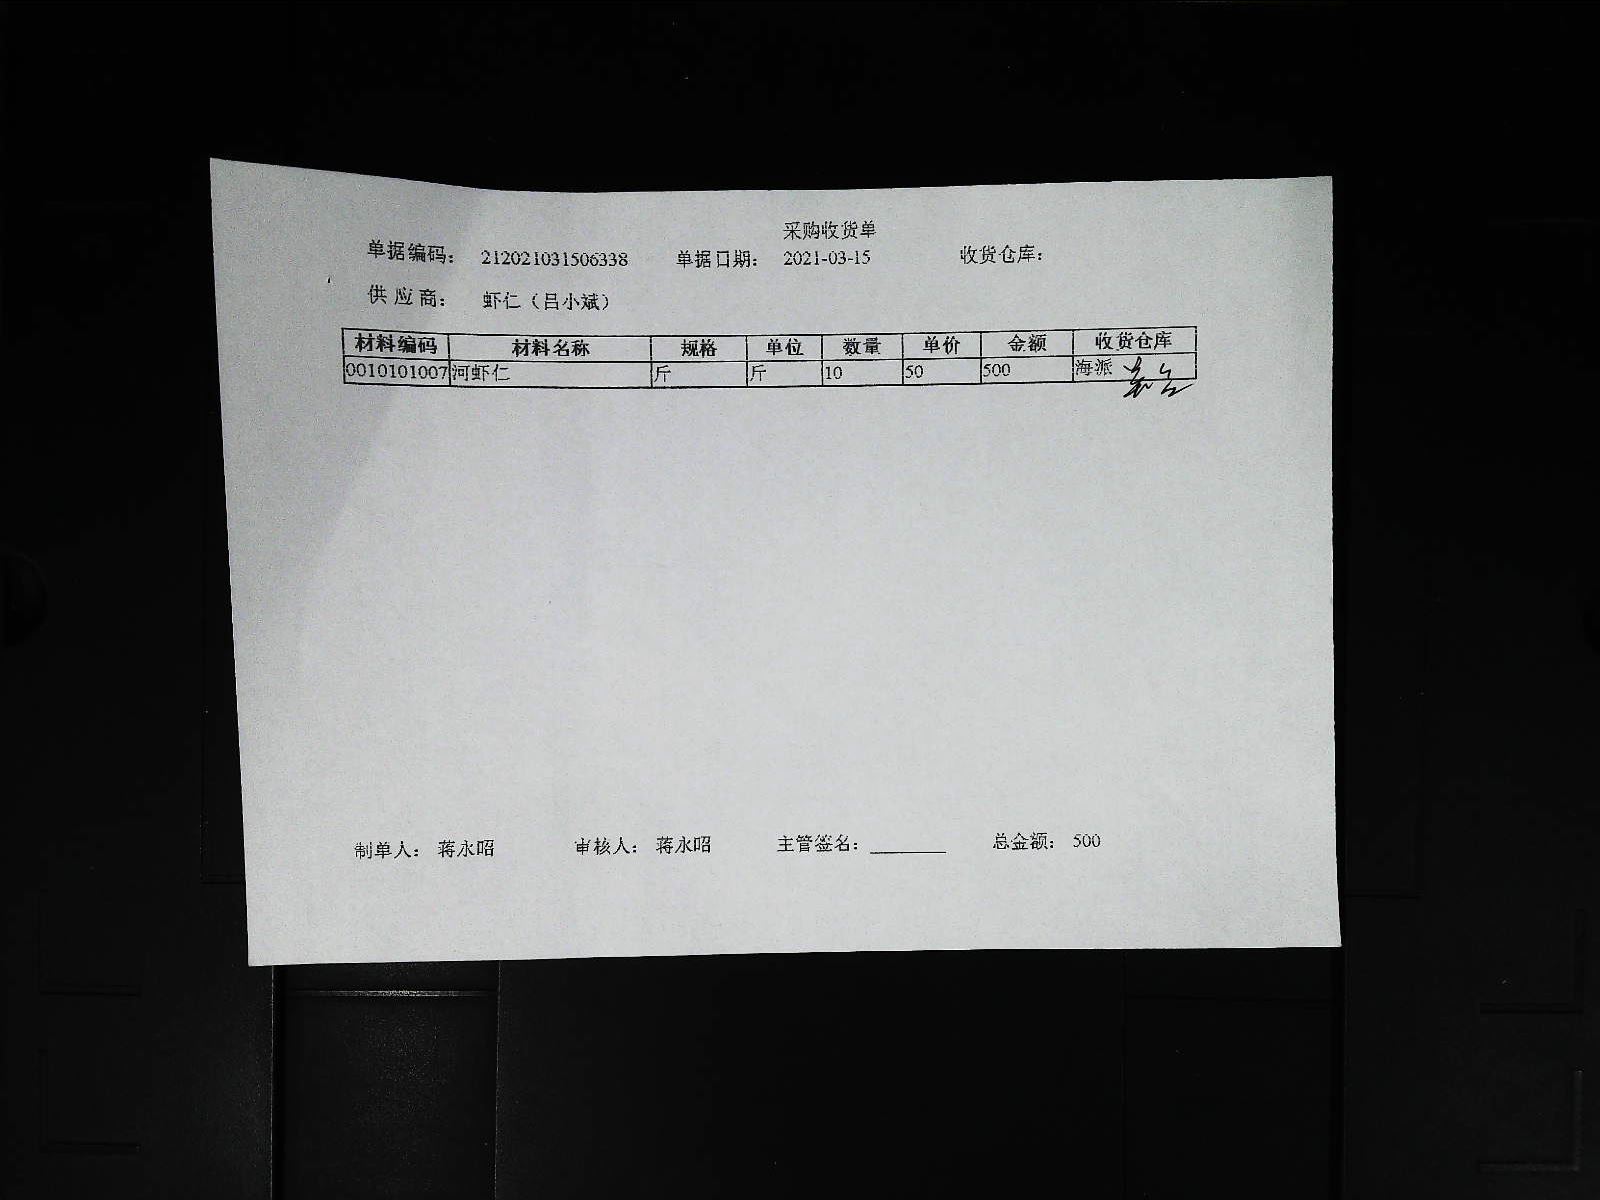 采购收货单
单据编码： 212021031506338 单据日期： 2021-03-15 收货仓库：
供 应 商： 虾仁（吕小斌）
材料编码 材料名称 规格 单位 数量 单价 金额 收货仓库
0010101007 河虾仁 斤 斤 10 50 500 海派
制单人： 蒋永昭 审核人： 蒋永昭 主管签名： 总金额： 500